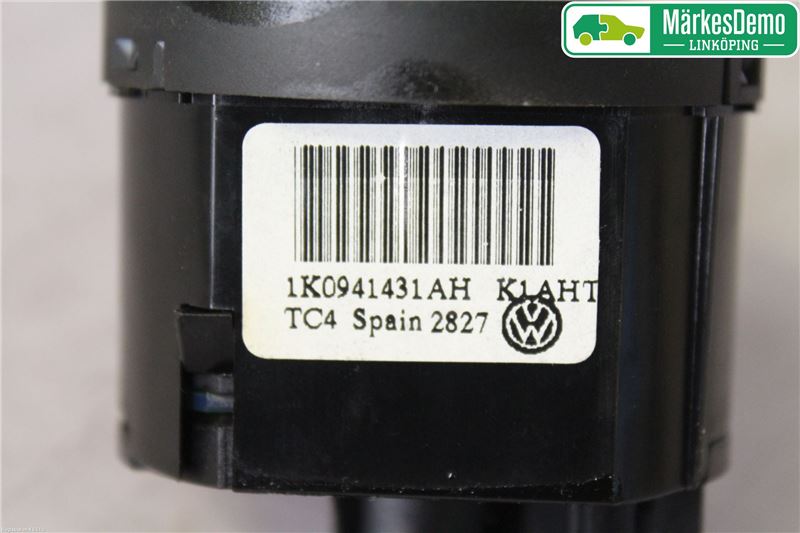 MärkesDemo
LINKÖPING
1K0941431AH K1AHT
TC4 Spain 2827